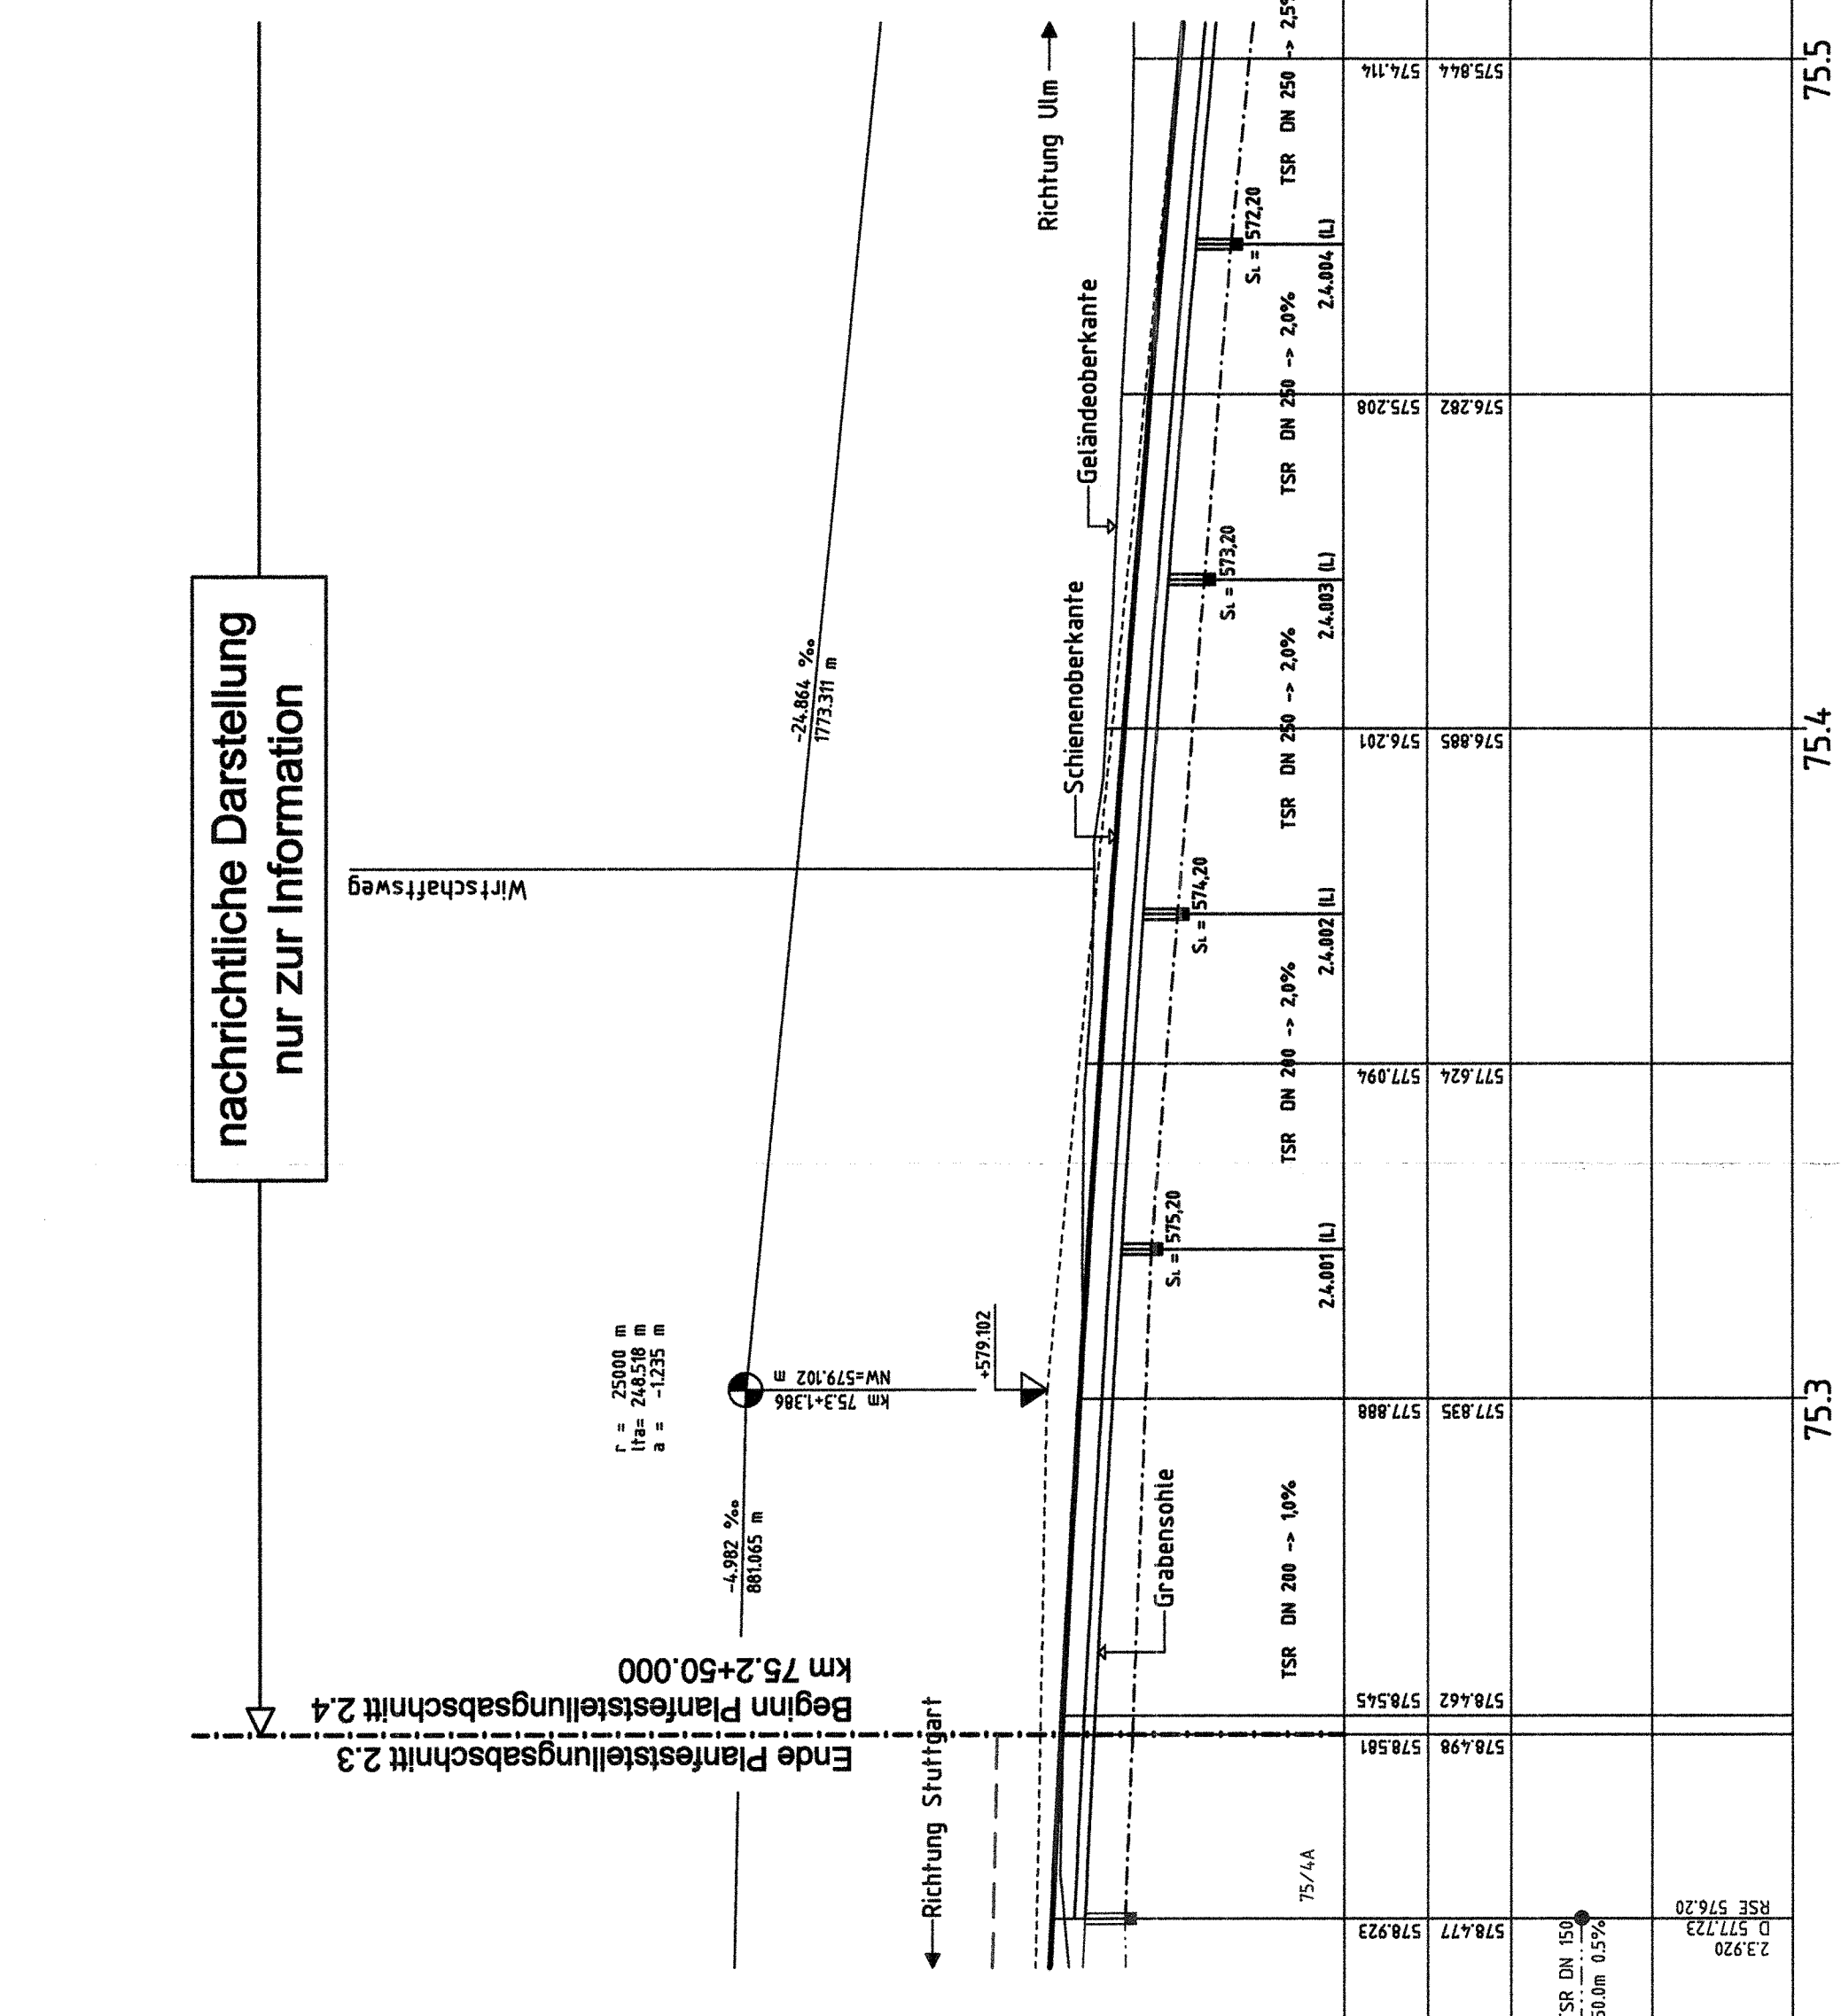 nachrichtliche Darstellung
nur zur Information
Ende Planfeststellungsabschnitt 2.3
Beginn Planfeststellungsabschnitt 2.4
km 75.2+50.000
Wirtschaftsweg
r = 25000 m
lta= 248.518 m
a = -1.235 m
-4.982 ‰
881.065 m
-24.864 ‰
1773.311 m
km 75.3+1.386
NW=579.102 m
+579.102
Richtung Stuttgart
Richtung Ulm
Schienenoberkante
Geländeoberkante
Grabensohle
SL = 575,20
SL = 574,20
SL = 573,20
SL = 572,20
TSR DN 200 -> 1,0%
TSR DN 200 -> 2,0%
TSR DN 250 -> 2,0%
TSR DN 250 -> 2,0%
TSR DN 250 -> 2,5%
75/4A
2.4.001 (L)
2.4.002 (L)
2.4.003 (L)
2.4.004 (L)
578.923
578.581
578.545
577.888
577.094
576.201
575.208
574.114
578.477
578.498
578.462
577.835
577.624
576.885
576.282
575.844
TSR DN 150
50.0m 0.5%
2.3.920
D 577.723
RSE 576.20
75.3
75.4
75.5